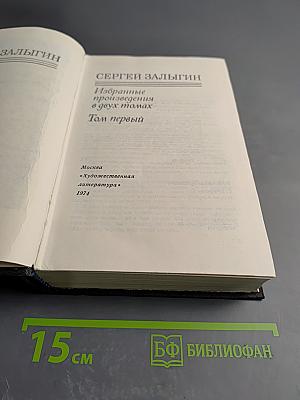 ЗАЛЫГИН
СЕРГЕЙ ЗАЛЫГИН
Избранные
произведения
в двух томах
Том первый
Москва
«Художественная
литература»
1974
15 см
БФ БИБЛИОФАН